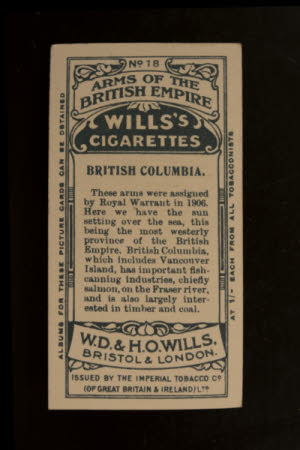 No 18
ARMS OF THE
BRITISH EMPIRE
WILLS'S
CIGARETTES
BRITISH COLUMBIA.
These arms were assigned
by Royal Warrant in 1906.
Here we have the sun
setting over the sea, this
being the most westerly
province of the British
Empire. British Columbia,
which includes Vancouver
Island, has important fish-
canning industries, chiefly
salmon, on the Fraser river,
and is also largely inter-
ested in timber and coal.
W.D. & H.O. WILLS.
BRISTOL & LONDON.
ISSUED BY THE IMPERIAL TOBACCO Co
(OF GREAT BRITAIN & IRELAND) LTD
ALBUMS FOR THESE PICTURE CARDS CAN BE OBTAINED
AT 1/- EACH FROM ALL TOBACCONISTS